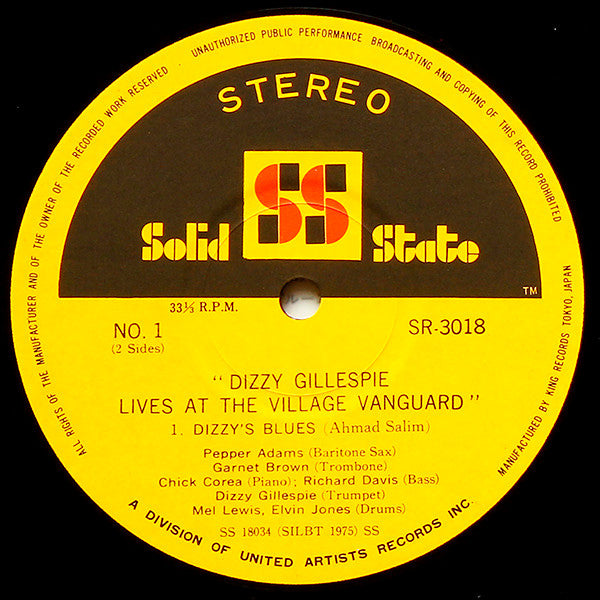 ALL RIGHTS OF THE MANUFACTURER AND OF THE OWNER OF THE RECORDED WORK RESERVED
UNAUTHORIZED PUBLIC PERFORMANCE BROADCASTING AND COPYING OF THIS RECORD PROHIBITED
STEREO
SS
Solid State
TM
33⅓ R.P.M.
NO. 1
(2 Sides)
SR-3018
"DIZZY GILLESPIE
LIVES AT THE VILLAGE VANGUARD"
1. DIZZY'S BLUES (Ahmad Salim)
Pepper Adams (Baritone Sax)
Garnet Brown (Trombone)
Chick Corea (Piano); Richard Davis (Bass)
Dizzy Gillespie (Trumpet)
Mel Lewis, Elvin Jones (Drums)
SS 18034 (SILBT 1975) SS
A DIVISION OF UNITED ARTISTS RECORDS INC.
MANUFACTURED BY KING RECORDS TOKYO, JAPAN